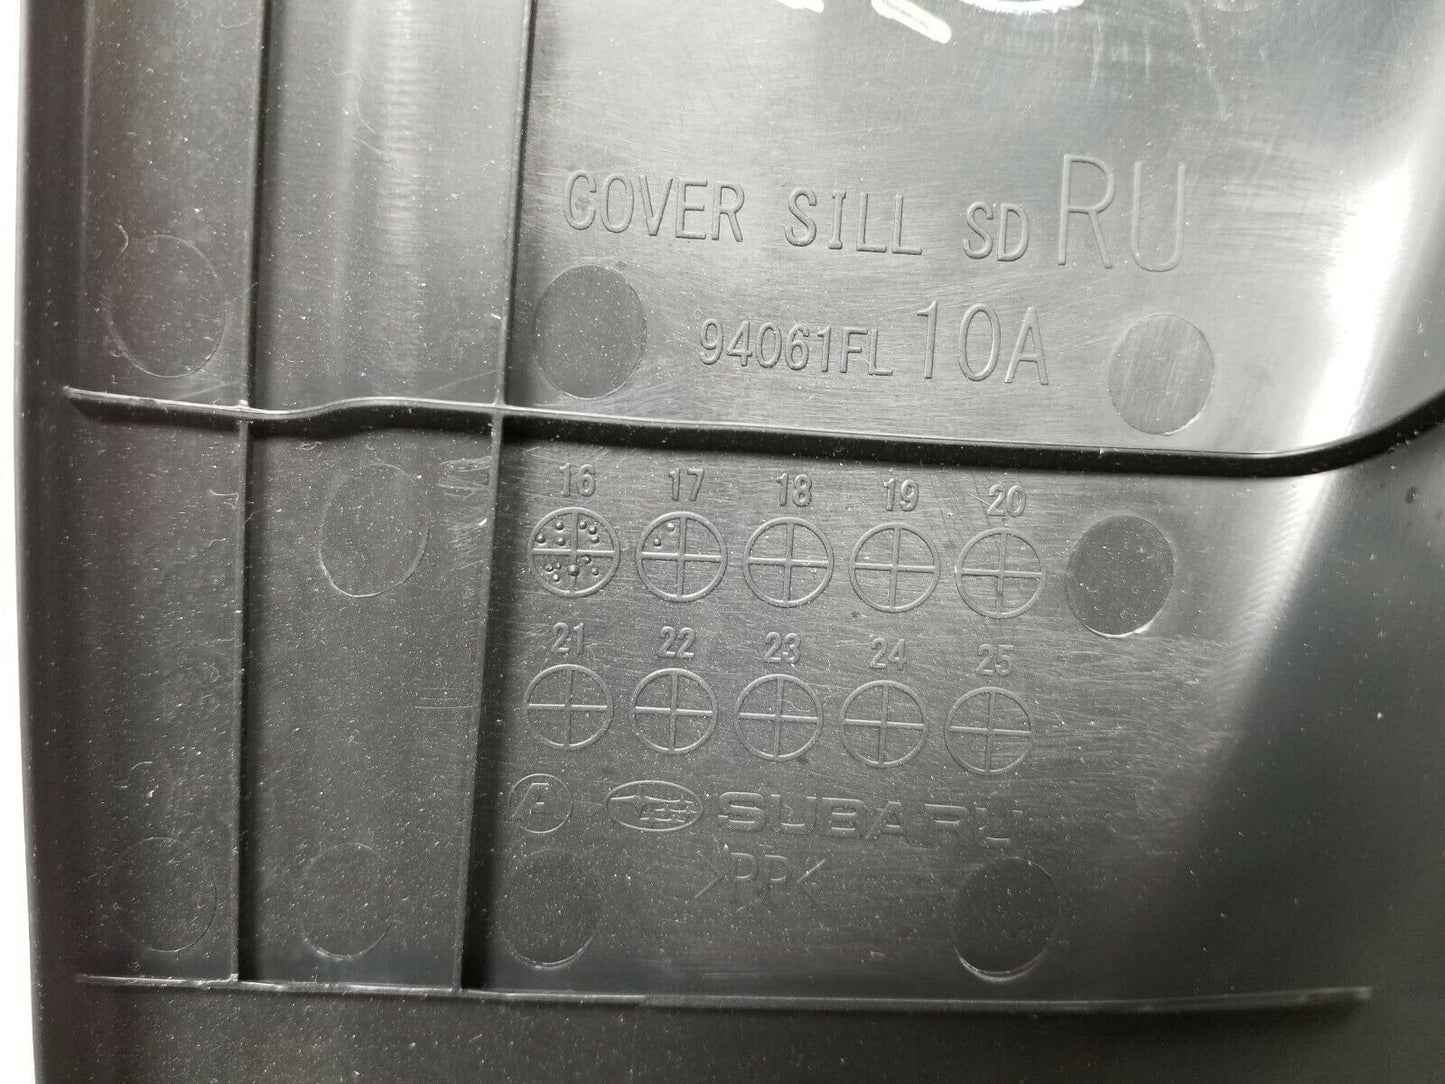 COVER SILL SD RU
94061FL 10A
16 17 18 19 20
21 22 23 24 25
SUBARU
>PP<